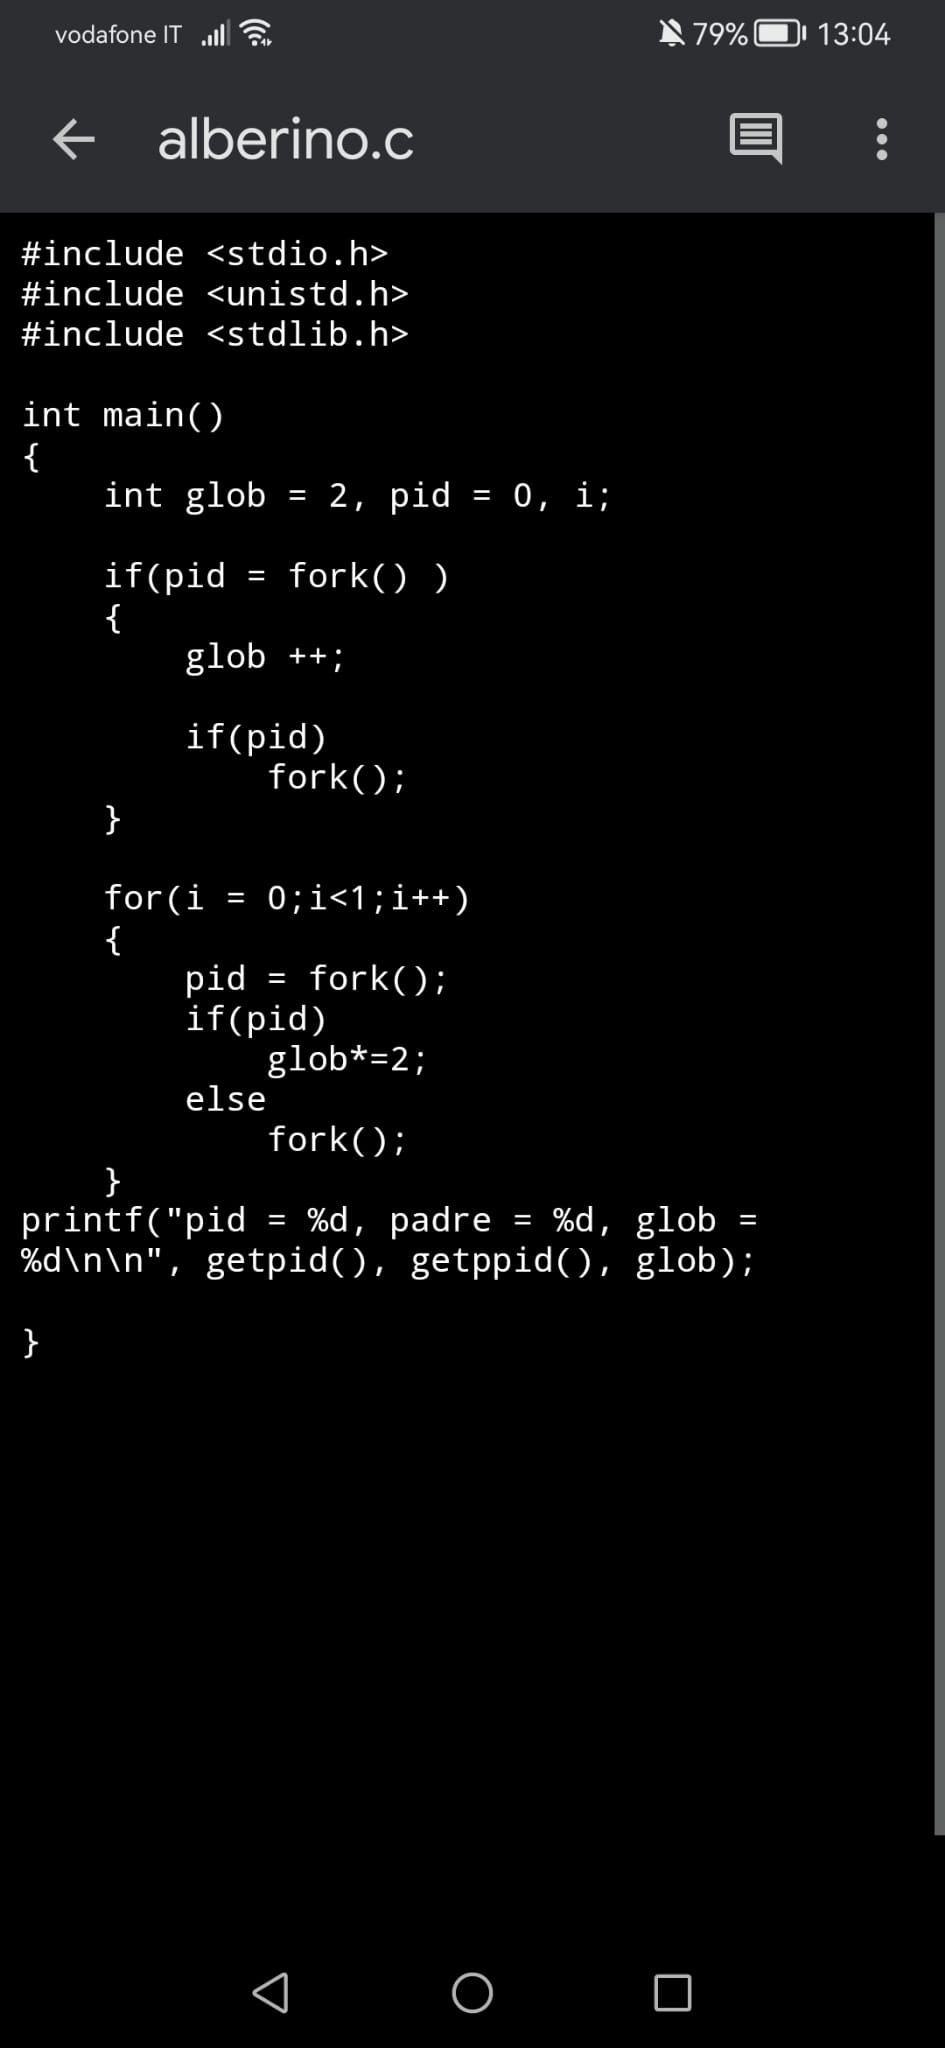 vodafone IT 79% 13:04
alberino.c
#include <stdio.h>
#include <unistd.h>
#include <stdlib.h>
int main()
{
    int glob = 2, pid = 0, i;
    if(pid = fork() )
    {
        glob ++;
        if(pid)
            fork();
    }
    for(i = 0;i<1;i++)
    {
        pid = fork();
        if(pid)
            glob*=2;
        else
            fork();
    }
printf("pid = %d, padre = %d, glob =
%d\n\n", getpid(), getppid(), glob);
}